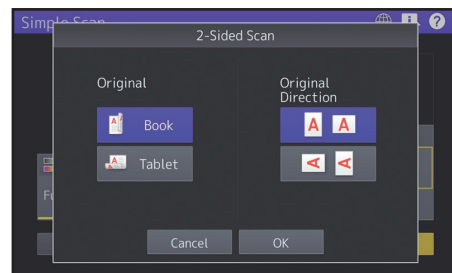 Simple Scan
2-Sided Scan
Original
Book
Tablet
Original
Direction
A A
A A
Cancel
OK